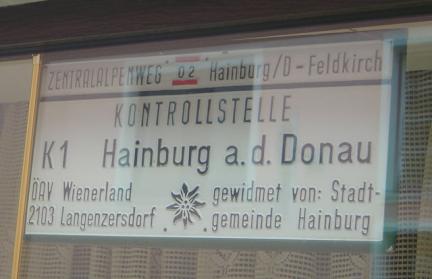 ZENTRALALPENWEG 02 Hainburg/D-Feldkirch
KONTROLLSTELLE
K1 Hainburg a.d. Donau
ÖAV Wienerland gewidmet von: Stadt-
2103 Langenzersdorf gemeinde Hainburg